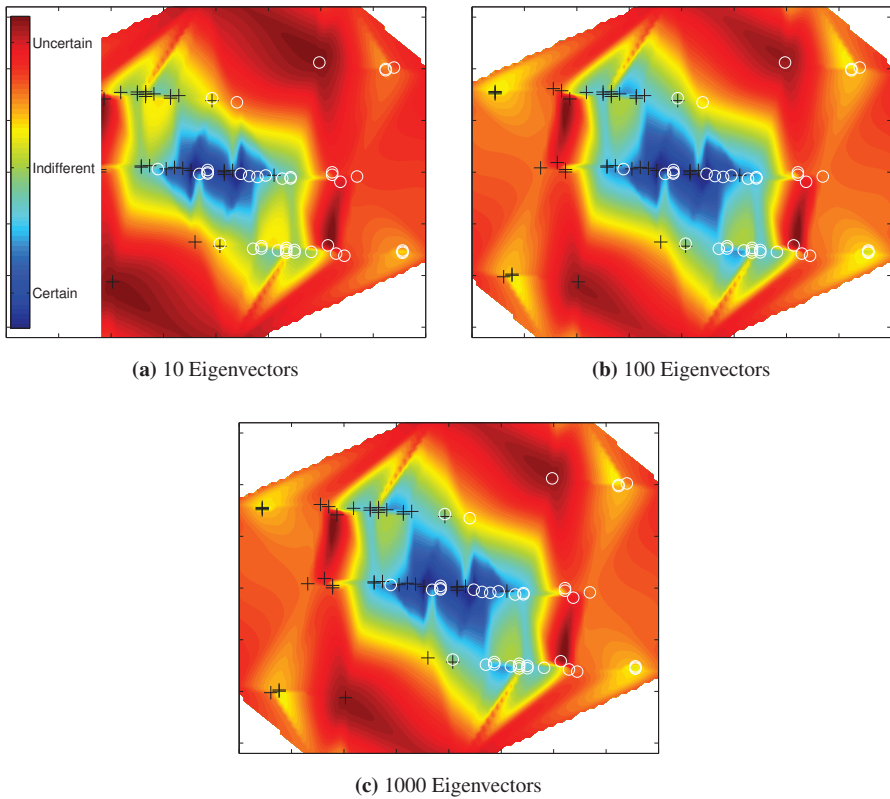 Uncertain
Indifferent
Certain
(a) 10 Eigenvectors
(b) 100 Eigenvectors
(c) 1000 Eigenvectors